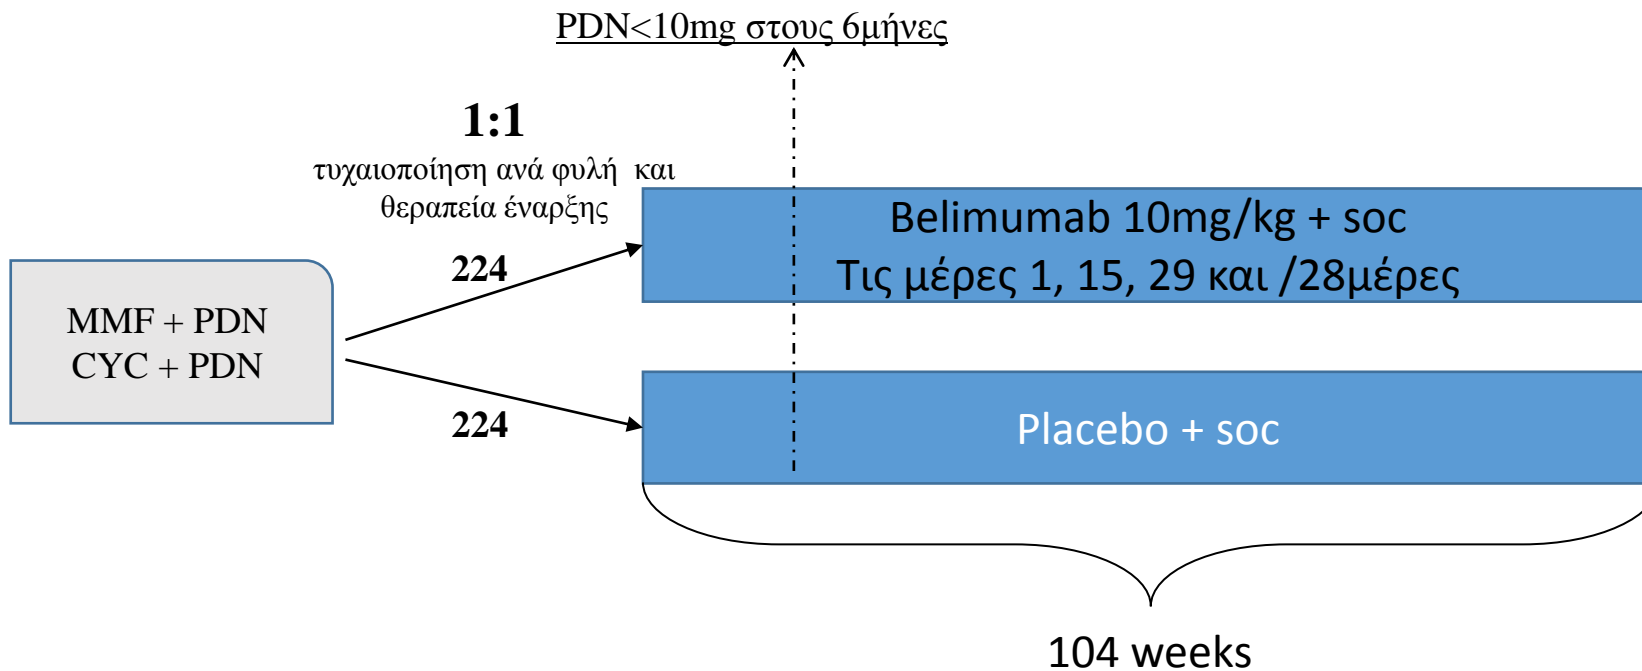 PDN<10mg στους 6μήνες
1:1
τυχαιοποίηση ανά φυλή και
θεραπεία έναρξης
224
MMF + PDN
CYC + PDN
224
Belimumab 10mg/kg + soc
Τις μέρες 1, 15, 29 και /28μέρες
Placebo + soc
104 weeks